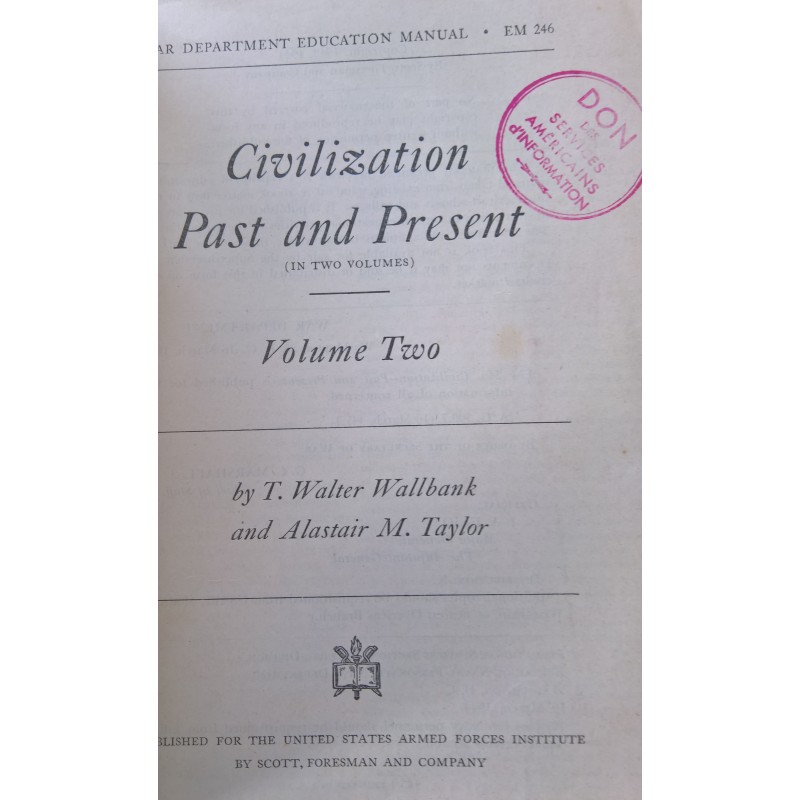 AR DEPARTMENT EDUCATION MANUAL • EM 246
DON
DES
SERVICES
AMÉRICAINS
d'INFORMATION
Civilization
Past and Present
(IN TWO VOLUMES)
Volume Two
by T. Walter Wallbank
and Alastair M. Taylor
BLISHED FOR THE UNITED STATES ARMED FORCES INSTITUTE
BY SCOTT, FORESMAN AND COMPANY